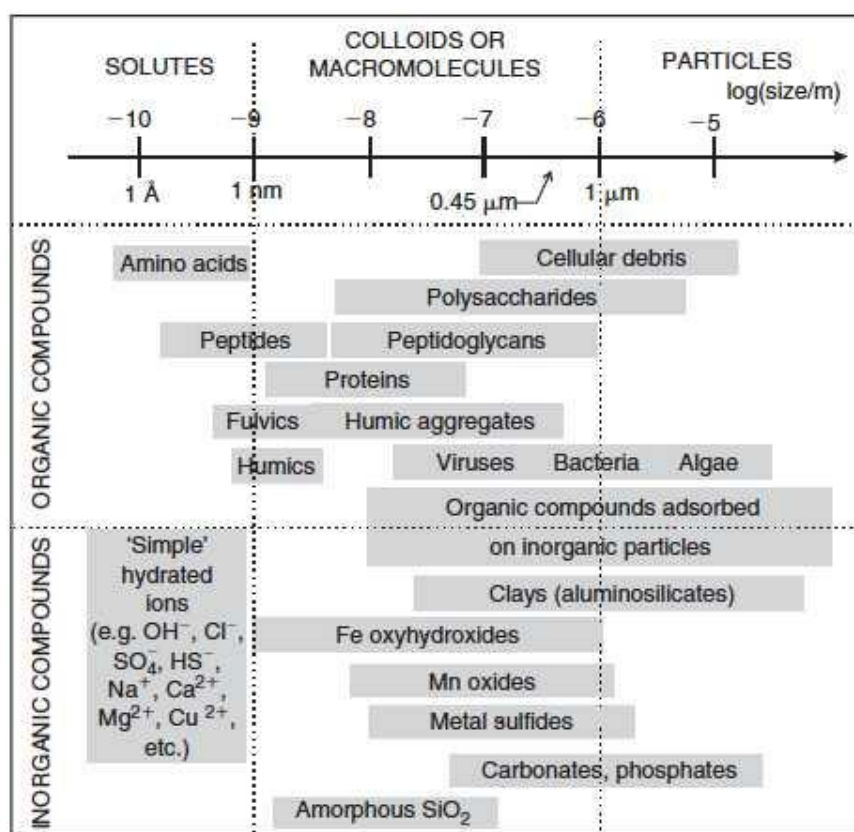 SOLUTES
COLLOIDS OR
MACROMOLECULES
PARTICLES
log(size/m)
−10
−9
−8
−7
−6
−5
1 Å
1 nm
0.45 μm
1 μm
ORGANIC COMPOUNDS
Amino acids
Cellular debris
Polysaccharides
Peptides
Peptidoglycans
Proteins
Fulvics
Humic aggregates
Humics
Viruses
Bacteria
Algae
Organic compounds adsorbed
on inorganic particles
INORGANIC COMPOUNDS
'Simple'
hydrated
ions
(e.g. OH⁻, Cl⁻,
SO₄⁻, HS⁻,
Na⁺, Ca²⁺,
Mg²⁺, Cu²⁺,
etc.)
Clays (aluminosilicates)
Fe oxyhydroxides
Mn oxides
Metal sulfides
Carbonates, phosphates
Amorphous SiO₂